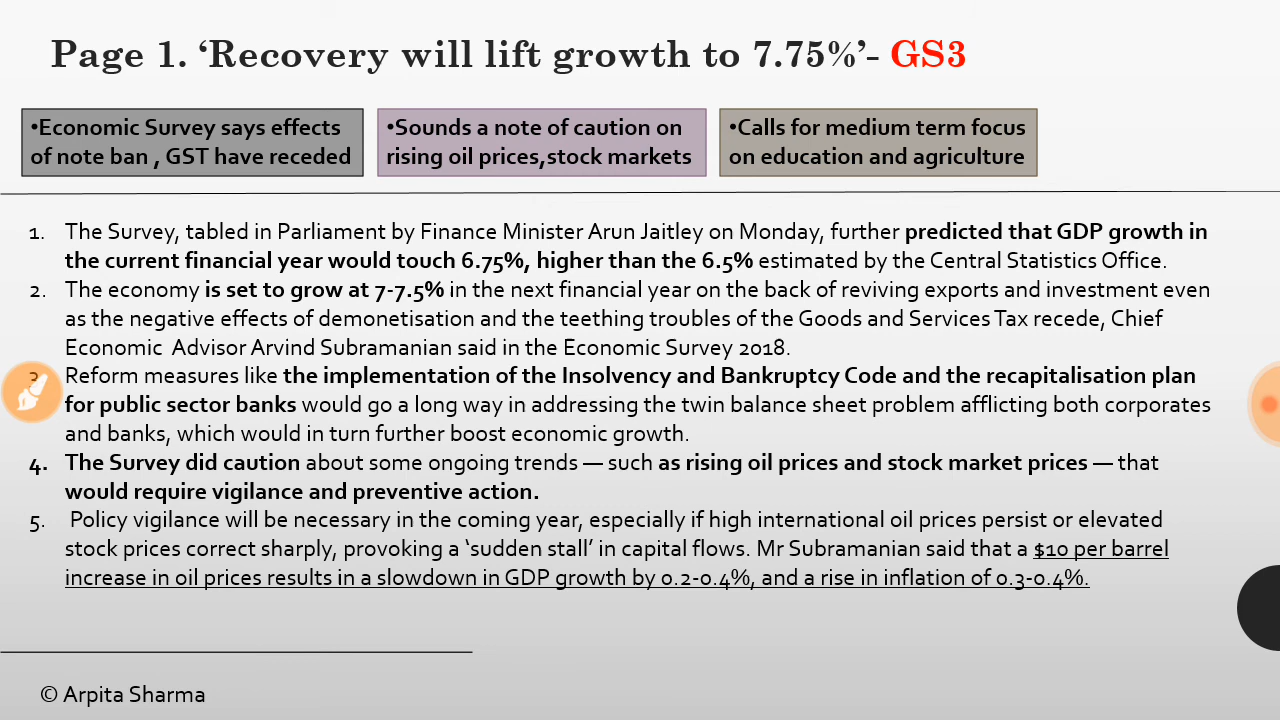 Page 1. ‘Recovery will lift growth to 7.75%’- GS3
•Economic Survey says effects
of note ban , GST have receded
•Sounds a note of caution on
rising oil prices,stock markets
•Calls for medium term focus
on education and agriculture
1. The Survey, tabled in Parliament by Finance Minister Arun Jaitley on Monday, further predicted that GDP growth in
the current financial year would touch 6.75%, higher than the 6.5% estimated by the Central Statistics Office.
2. The economy is set to grow at 7-7.5% in the next financial year on the back of reviving exports and investment even
as the negative effects of demonetisation and the teething troubles of the Goods and Services Tax recede, Chief
Economic Advisor Arvind Subramanian said in the Economic Survey 2018.
3. Reform measures like the implementation of the Insolvency and Bankruptcy Code and the recapitalisation plan
for public sector banks would go a long way in addressing the twin balance sheet problem afflicting both corporates
and banks, which would in turn further boost economic growth.
4. The Survey did caution about some ongoing trends — such as rising oil prices and stock market prices — that
would require vigilance and preventive action.
5. Policy vigilance will be necessary in the coming year, especially if high international oil prices persist or elevated
stock prices correct sharply, provoking a ‘sudden stall’ in capital flows. Mr Subramanian said that a $10 per barrel
increase in oil prices results in a slowdown in GDP growth by 0.2-0.4%, and a rise in inflation of 0.3-0.4%.
© Arpita Sharma